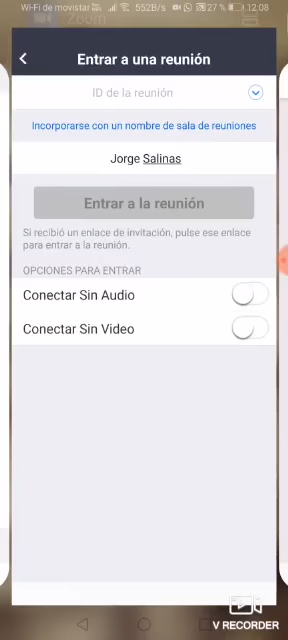 Wi-Fi de movistar 552B/s 27 % 12:08
Zoom
Entrar a una reunión
ID de la reunión
Incorporarse con un nombre de sala de reuniones
Jorge Salinas
Entrar a la reunión
Si recibió un enlace de invitación, pulse ese enlace
para entrar a la reunión.
OPCIONES PARA ENTRAR
Conectar Sin Audio
Conectar Sin Video
V RECORDER